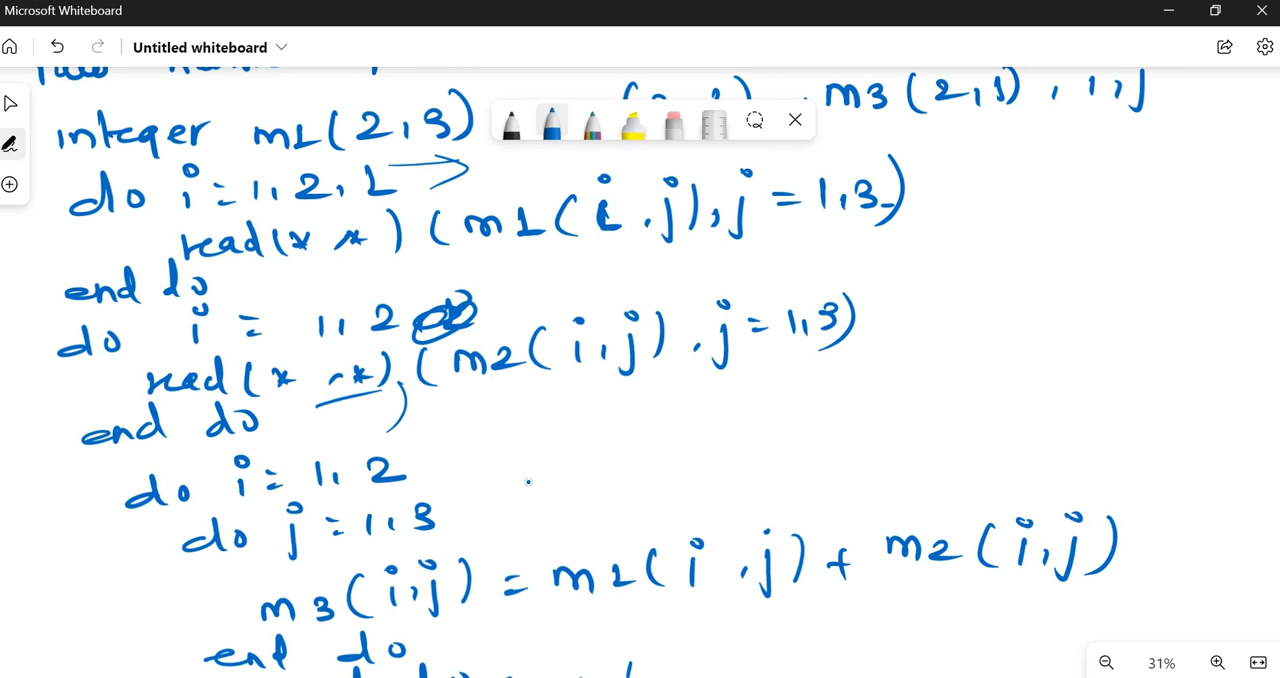 Microsoft Whiteboard
Untitled whiteboard
integer m1(2,3) , m3(2,1), i,j
do i=1,2,1
read(* *) (m1(i,j),j=1,3)
end do
do i = 1,2
read(* ,*),(m2(i,j),j=1,3)
end do
do i=1,2
do j=1,3
m3(i,j) = m1(i,j)+ m2(i,j)
end do
31%